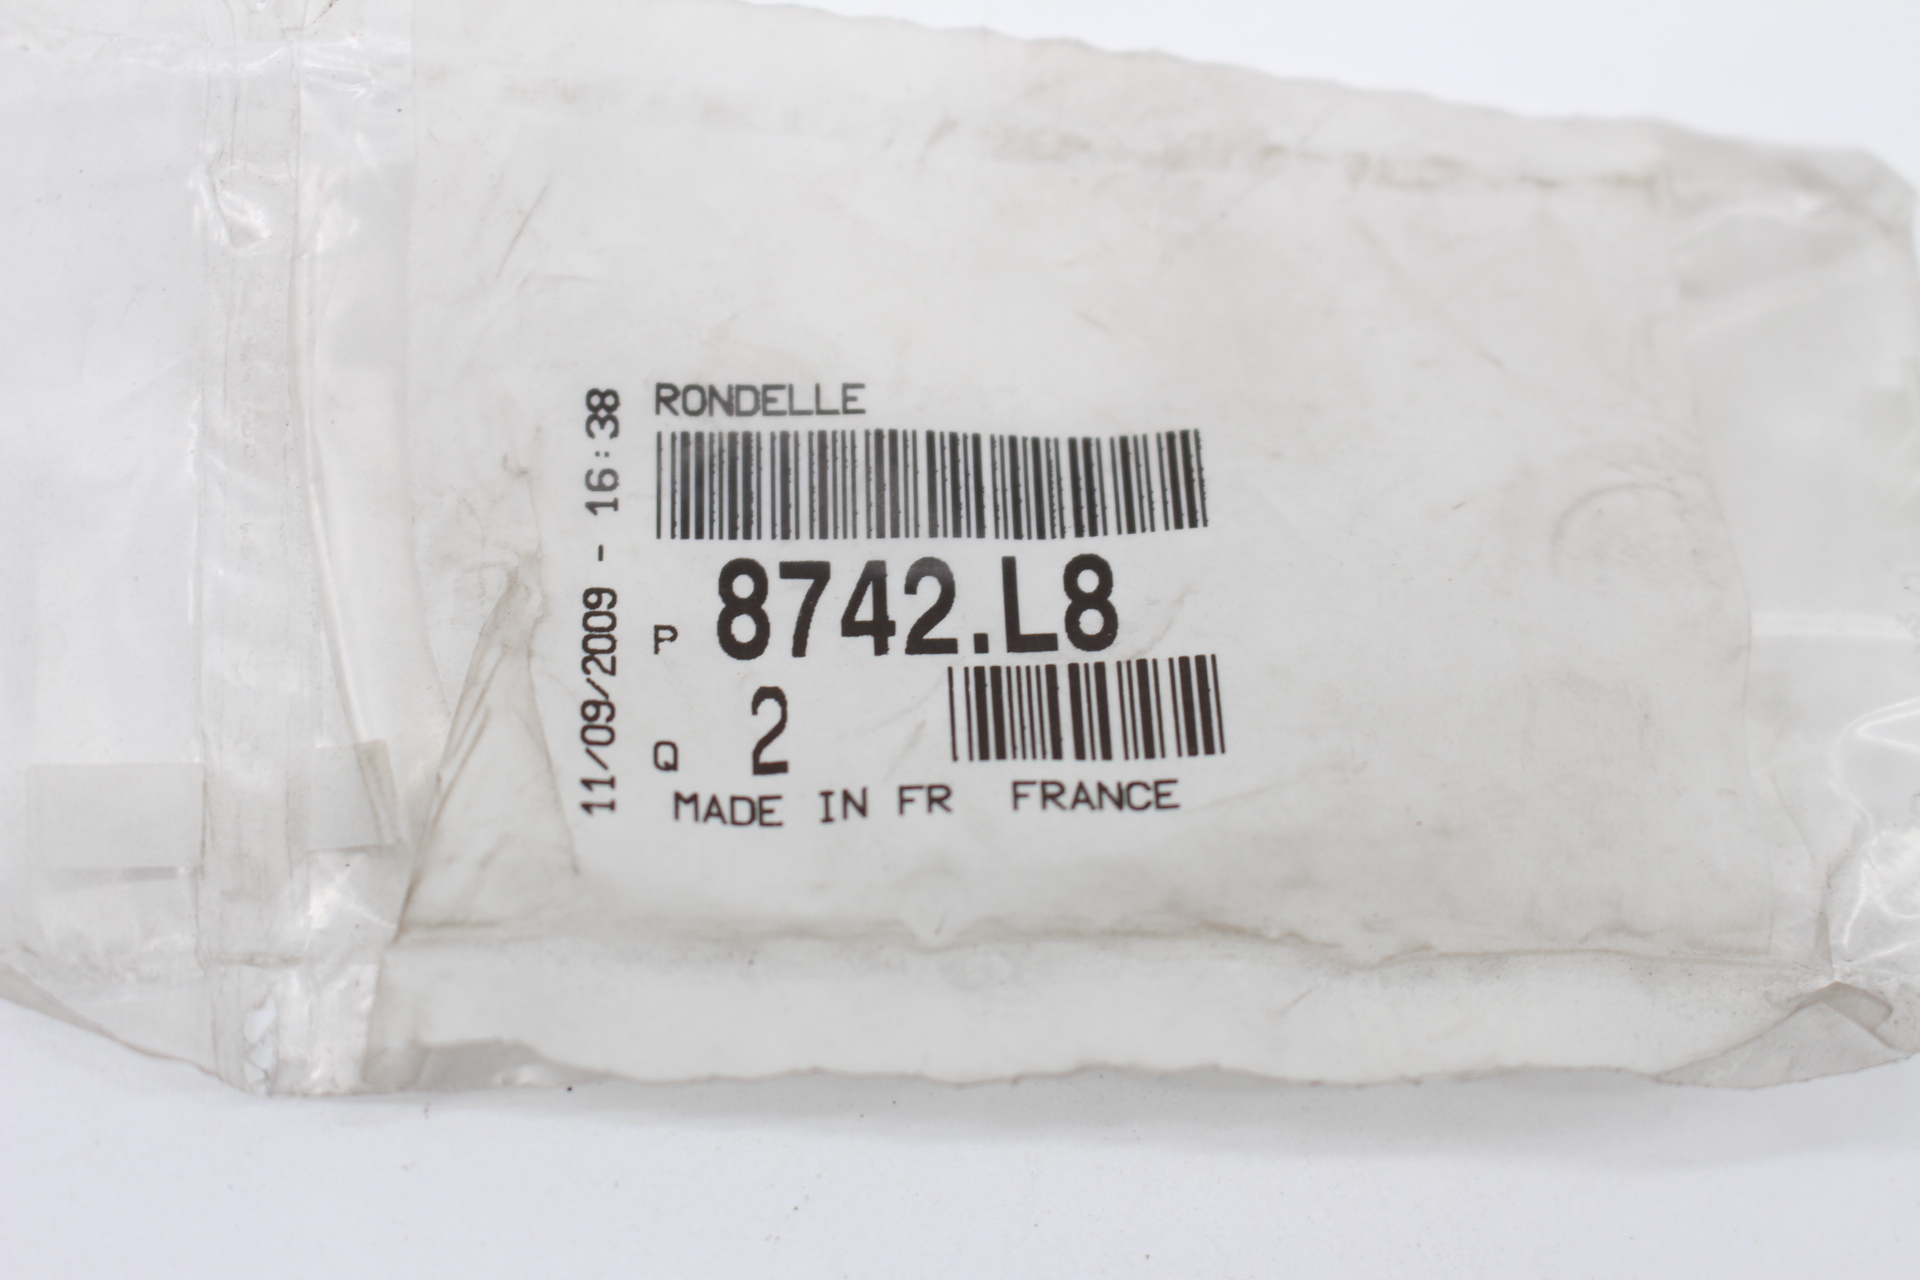 RONDELLE
P 8742.L8
Q 2
MADE IN FR FRANCE
11/09/2009 - 16:38